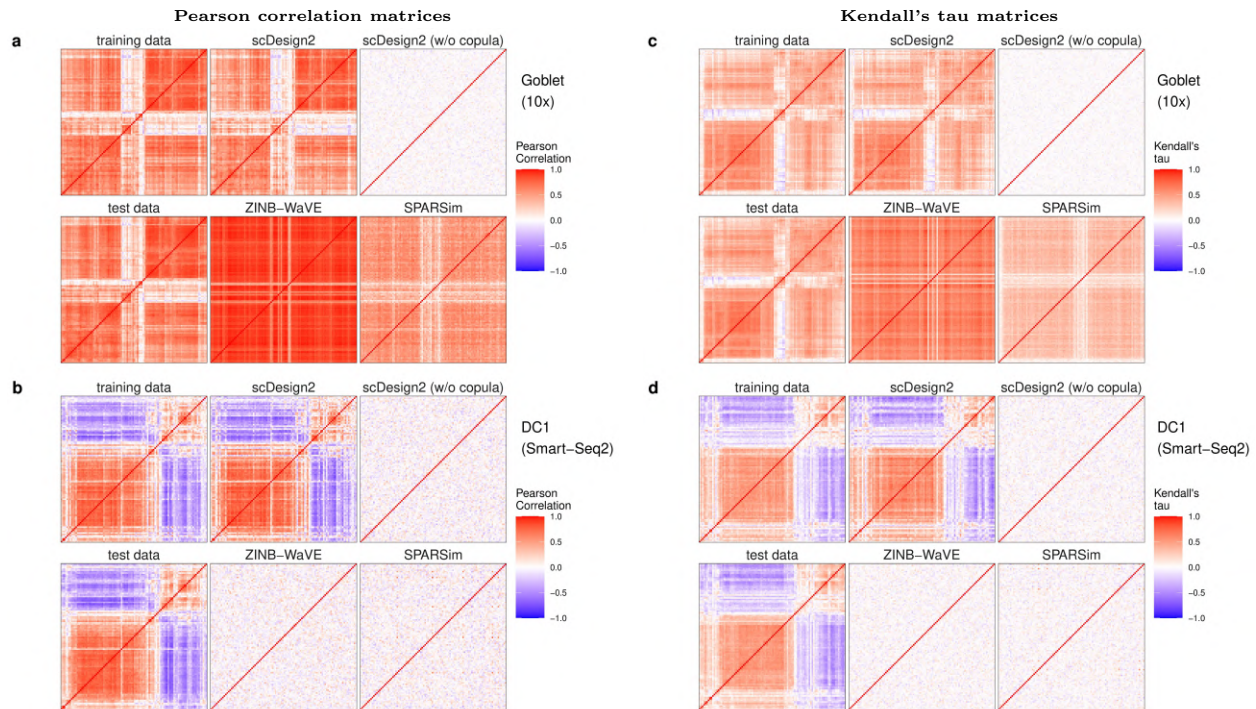 Pearson correlation matrices
Kendall's tau matrices
a
training data
scDesign2
scDesign2 (w/o copula)
Goblet
(10x)
Pearson
Correlation
1.0
0.5
0.0
−0.5
−1.0
test data
ZINB−WaVE
SPARSim
b
training data
scDesign2
scDesign2 (w/o copula)
DC1
(Smart−Seq2)
Pearson
Correlation
1.0
0.5
0.0
−0.5
−1.0
test data
ZINB−WaVE
SPARSim
c
training data
scDesign2
scDesign2 (w/o copula)
Goblet
(10x)
Kendall's
tau
1.0
0.5
0.0
−0.5
−1.0
test data
ZINB−WaVE
SPARSim
d
training data
scDesign2
scDesign2 (w/o copula)
DC1
(Smart−Seq2)
Kendall's
tau
1.0
0.5
0.0
−0.5
−1.0
test data
ZINB−WaVE
SPARSim